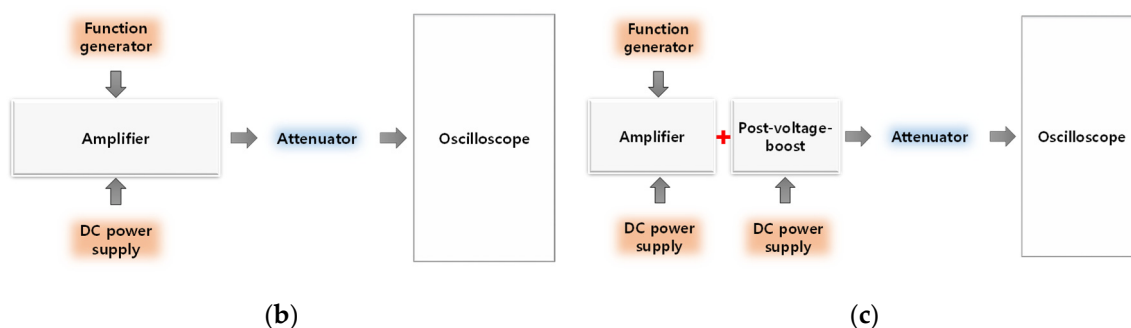 Function
generator
Amplifier
Attenuator
Oscilloscope
DC power
supply
(b)
Function
generator
Amplifier
+
Post-voltage-
boost
Attenuator
Oscilloscope
DC power
supply
DC power
supply
(c)